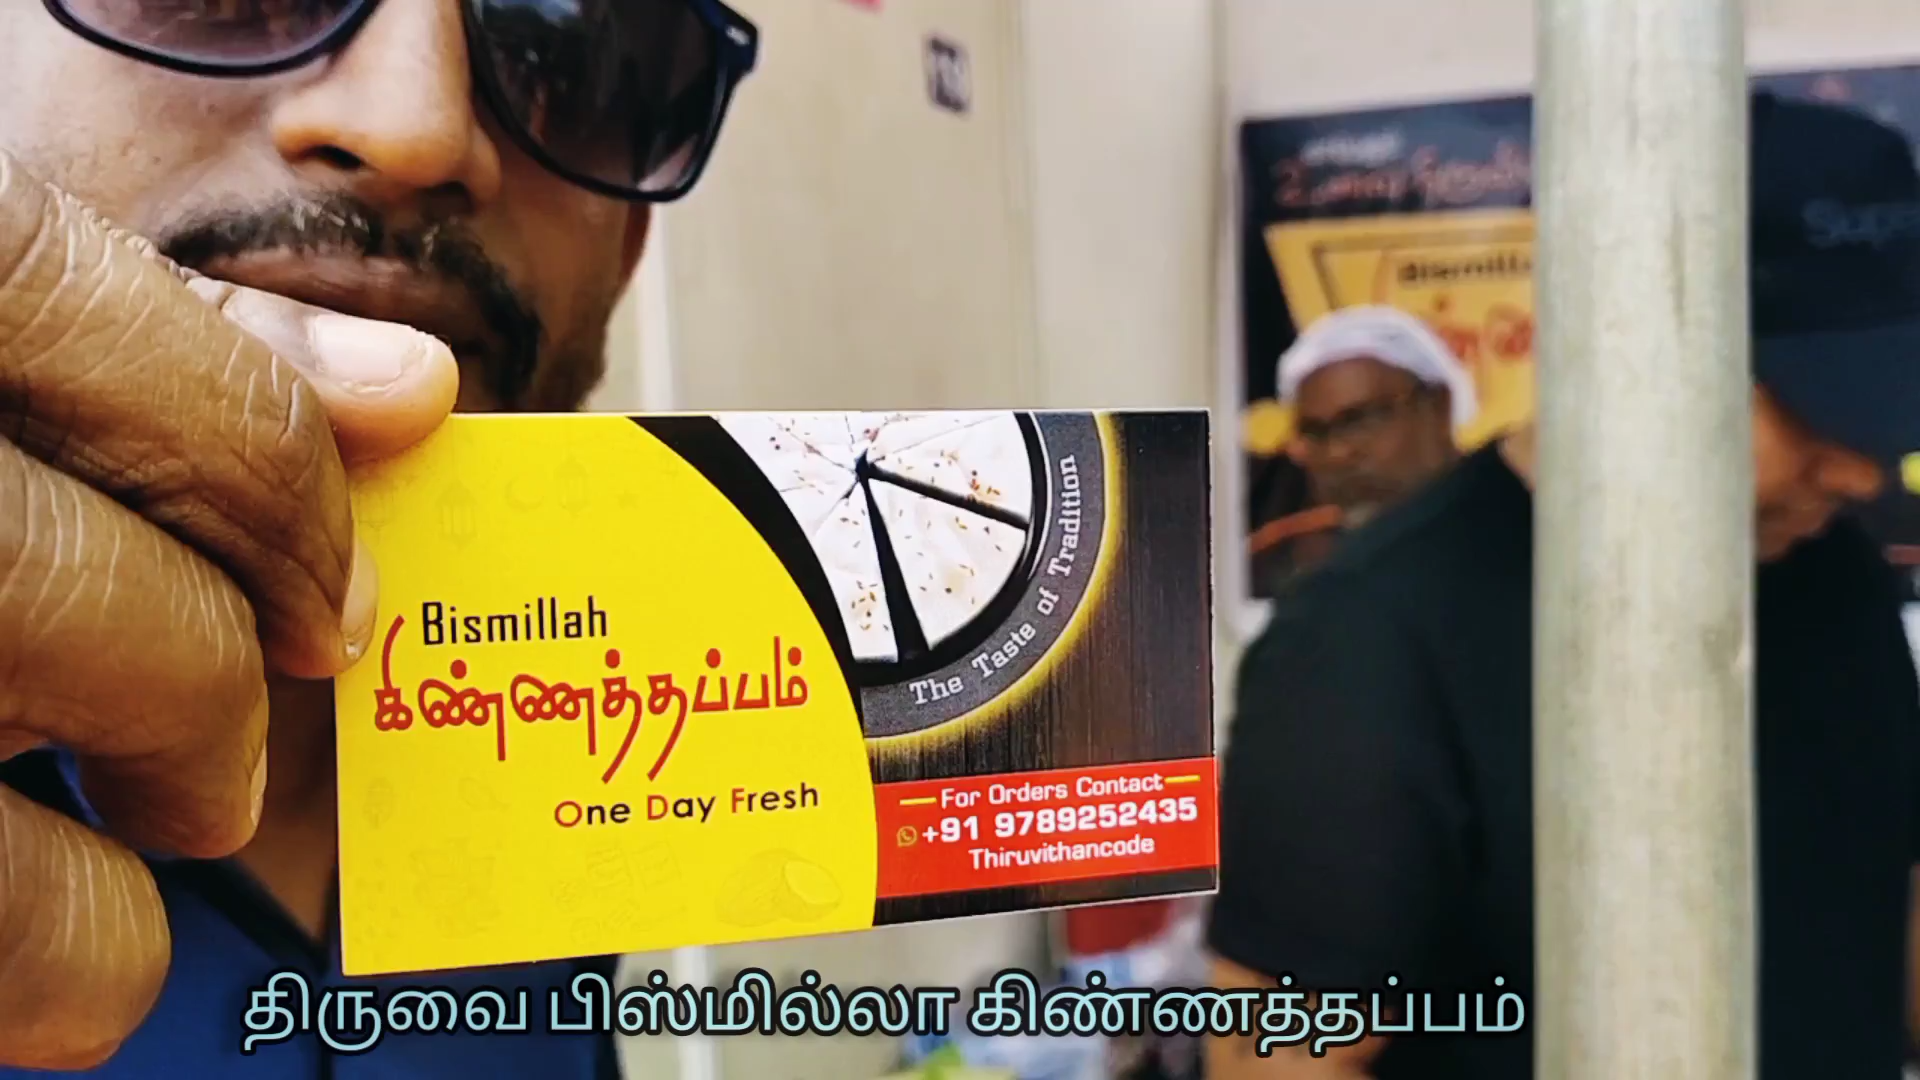 Bismillah
கிண்ணத்தப்பம்
One Day Fresh
The Taste of Tradition
For Orders Contact
+91 9789252435
Thiruvithancode
திருவை பிஸ்மில்லா கிண்ணத்தப்பம்